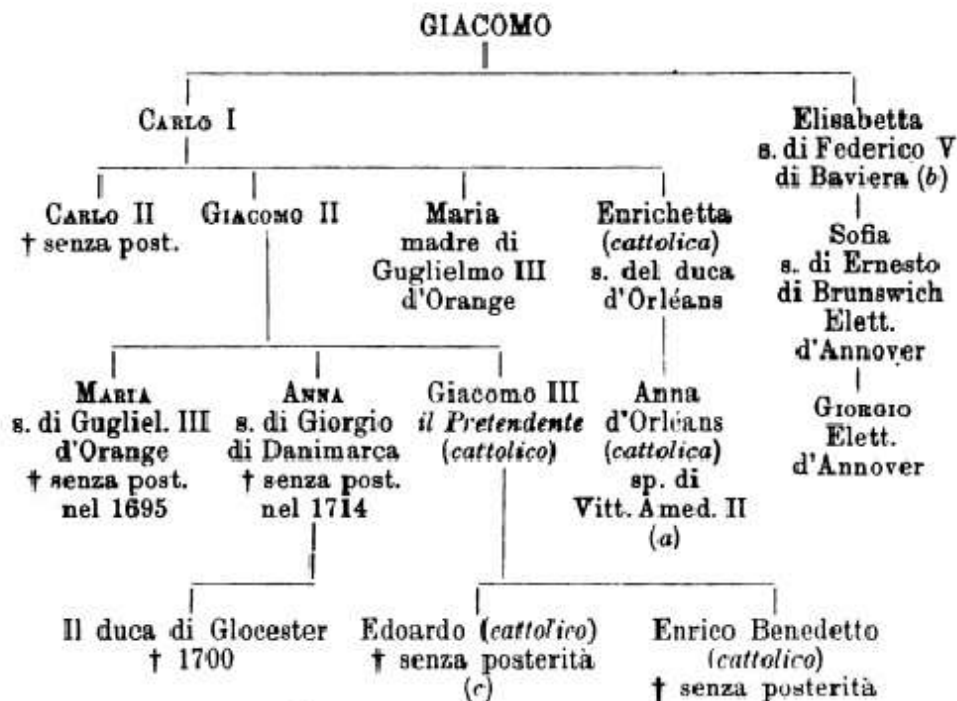 GIACOMO
CARLO I
Elisabetta
s. di Federico V
di Baviera (b)
CARLO II
† senza post.
GIACOMO II
Maria
madre di
Guglielmo III
d'Orange
Enrichetta
(cattolica)
s. del duca
d'Orléans
Sofia
s. di Ernesto
di Brunswich
Elett.
d'Annover
MARIA
s. di Gugliel. III
d'Orange
† senza post.
nel 1695
ANNA
s. di Giorgio
di Danimarca
† senza post.
nel 1714
Giacomo III
il Pretendente
(cattolico)
Anna
d'Orléans
(cattolica)
sp. di
Vitt. Amed. II
(a)
GIORGIO
Elett.
d'Annover
Il duca di Glocester
† 1700
Edoardo (cattolico)
† senza posterità
(c)
Enrico Benedetto
(cattolico)
† senza posterità